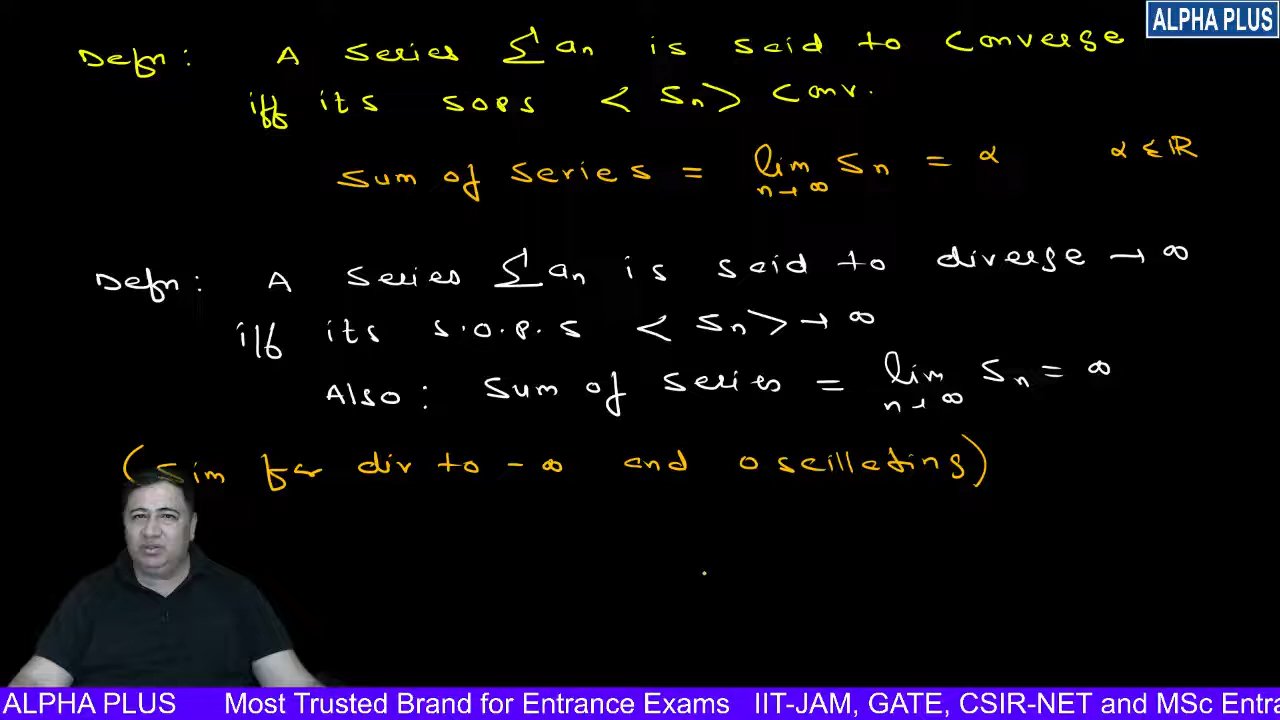 ALPHA PLUS
Defn: A series Σ an is said to converge
iff its sops < Sn > conv.
sum of series = lim n→∞ Sn = α α ∈ ℝ
Defn: A series Σ an is said to diverge → ∞
iff its s.o.p.s < Sn > → ∞
Also: sum of series = lim n→∞ Sn = ∞
(Sim for div to -∞ and oscillating)
ALPHA PLUS Most Trusted Brand for Entrance Exams IIT-JAM, GATE, CSIR-NET and MSc Entra